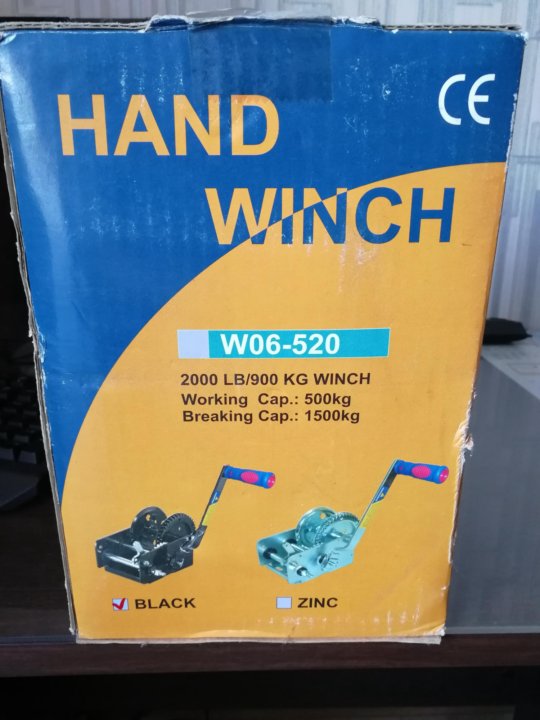 HAND
CE
WINCH
W06-520
2000 LB/900 KG WINCH
Working Cap.: 500kg
Breaking Cap.: 1500kg
BLACK
ZINC